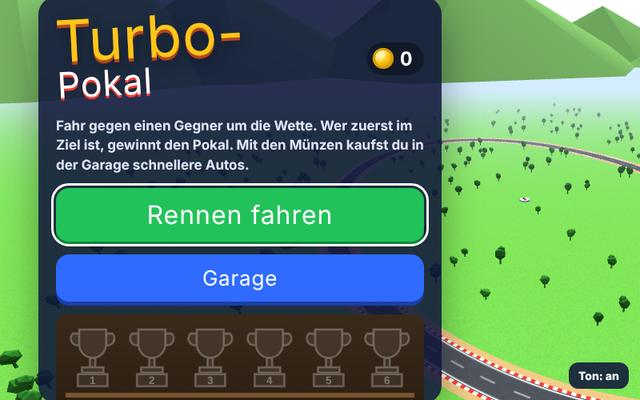 Turbo-
Pokal
0
Fahr gegen einen Gegner um die Wette. Wer zuerst im
Ziel ist, gewinnt den Pokal. Mit den Münzen kaufst du in
der Garage schnellere Autos.
Rennen fahren
Garage
1 2 3 4 5 6
Ton: an